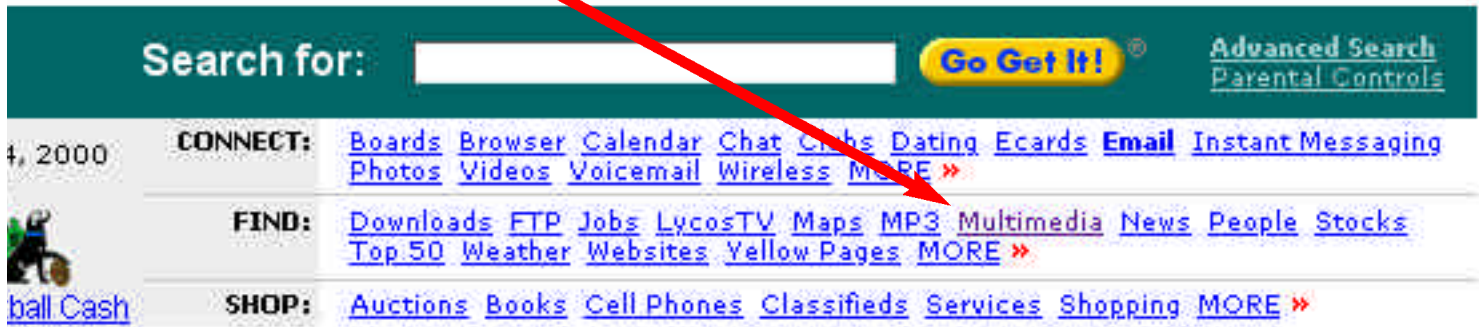 Search for: Go Get It!® Advanced Search
Parental Controls
4, 2000
CONNECT: Boards Browser Calendar Chat Clubs Dating Ecards Email Instant Messaging
Photos Videos Voicemail Wireless MORE »
FIND: Downloads FTP Jobs LycosTV Maps MP3 Multimedia News People Stocks
Top 50 Weather Websites Yellow Pages MORE »
ball Cash
SHOP: Auctions Books Cell Phones Classifieds Services Shopping MORE »